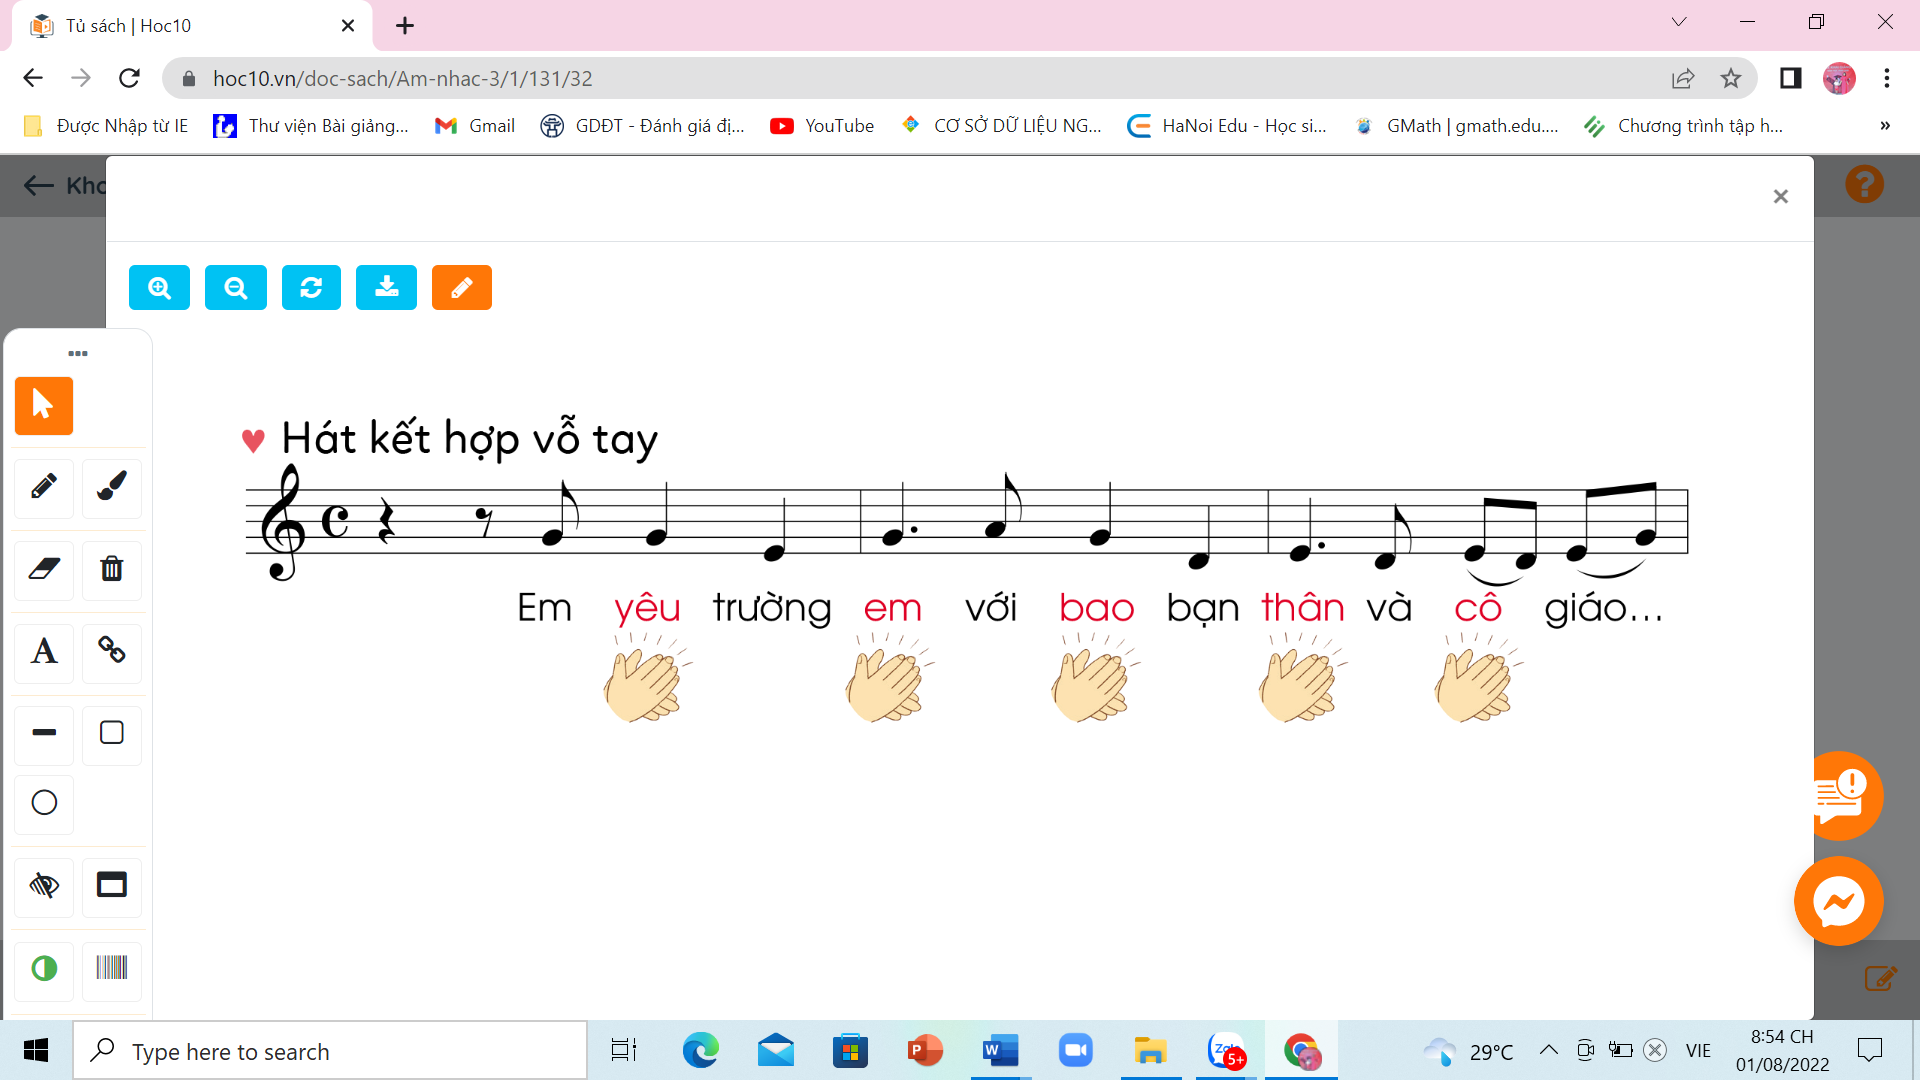 Tủ sách | Hoc10
hoc10.vn/doc-sach/Am-nhac-3/1/131/32
Được Nhập từ IE
Thư viện Bài giảng...
Gmail
GDĐT - Đánh giá đị...
YouTube
CƠ SỞ DỮ LIỆU NG...
HaNoi Edu - Học si...
GMath | gmath.edu....
Chương trình tập h...
»
Kho
Hát kết hợp vỗ tay
Em yêu trường em với bao bạn thân và cô giáo...
Type here to search
5+
29°C
VIE
8:54 CH
01/08/2022